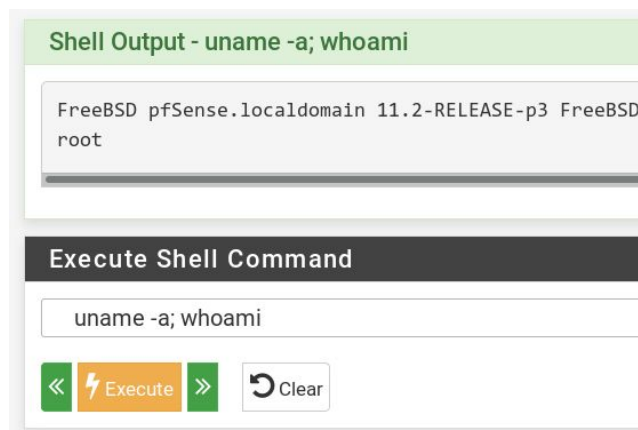 Shell Output - uname -a; whoami
FreeBSD pfSense.localdomain 11.2-RELEASE-p3 FreeBSD
root
Execute Shell Command
uname -a; whoami
Execute
Clear